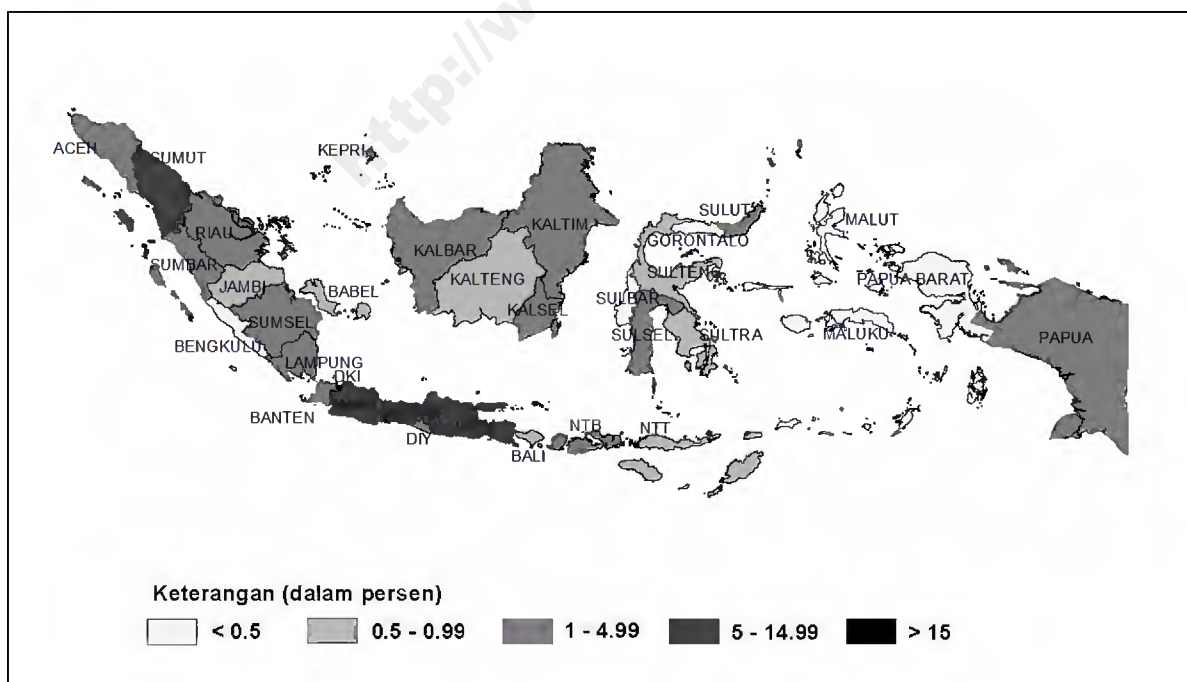 http://w
ACEH
SUMUT
KEPRI
RIAU
SUMBAR
JAMBI
BABEL
SUMSEL
BENGKULU
LAMPUNG
DKI
BANTEN
DIY
BALI
NTB
NTT
KALBAR
KALTIM
KALTENG
KALSEL
SULUT
GORONTALO
SULTENG
SULBAR
SULSEL
SULTRA
MALUT
PAPUA BARAT
MALUKU
PAPUA
Keterangan (dalam persen)
< 0.5 0.5 - 0.99 1 - 4.99 5 - 14.99 > 15